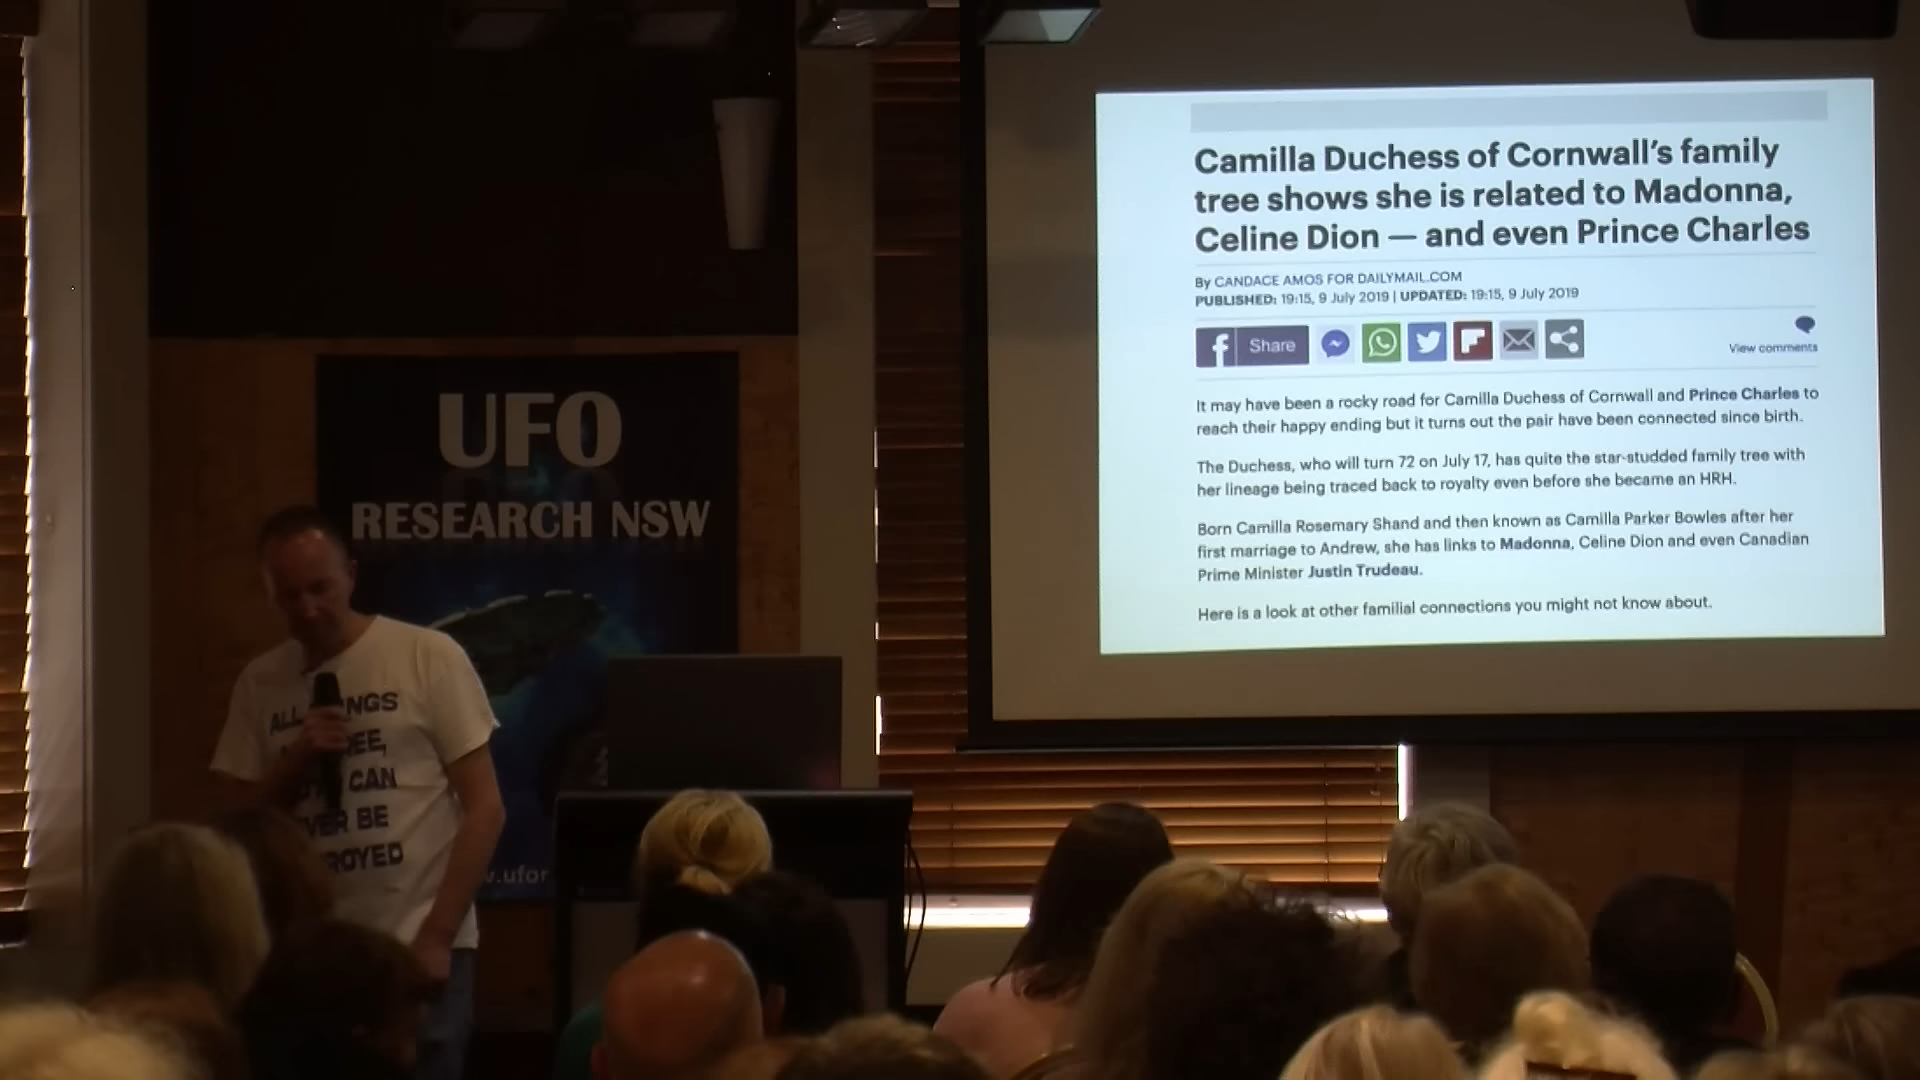 Camilla Duchess of Cornwall's family
tree shows she is related to Madonna,
Celine Dion — and even Prince Charles
By CANDACE AMOS FOR DAILYMAIL.COM
PUBLISHED: 19:15, 9 July 2019 | UPDATED: 19:15, 9 July 2019
Share
View comments
It may have been a rocky road for Camilla Duchess of Cornwall and Prince Charles to
reach their happy ending but it turns out the pair have been connected since birth.
The Duchess, who will turn 72 on July 17, has quite the star-studded family tree with
her lineage being traced back to royalty even before she became an HRH.
Born Camilla Rosemary Shand and then known as Camilla Parker Bowles after her
first marriage to Andrew, she has links to Madonna, Celine Dion and even Canadian
Prime Minister Justin Trudeau.
Here is a look at other familial connections you might not know about.
UFO
RESEARCH NSW
.ufor
ALL
CAN
BE